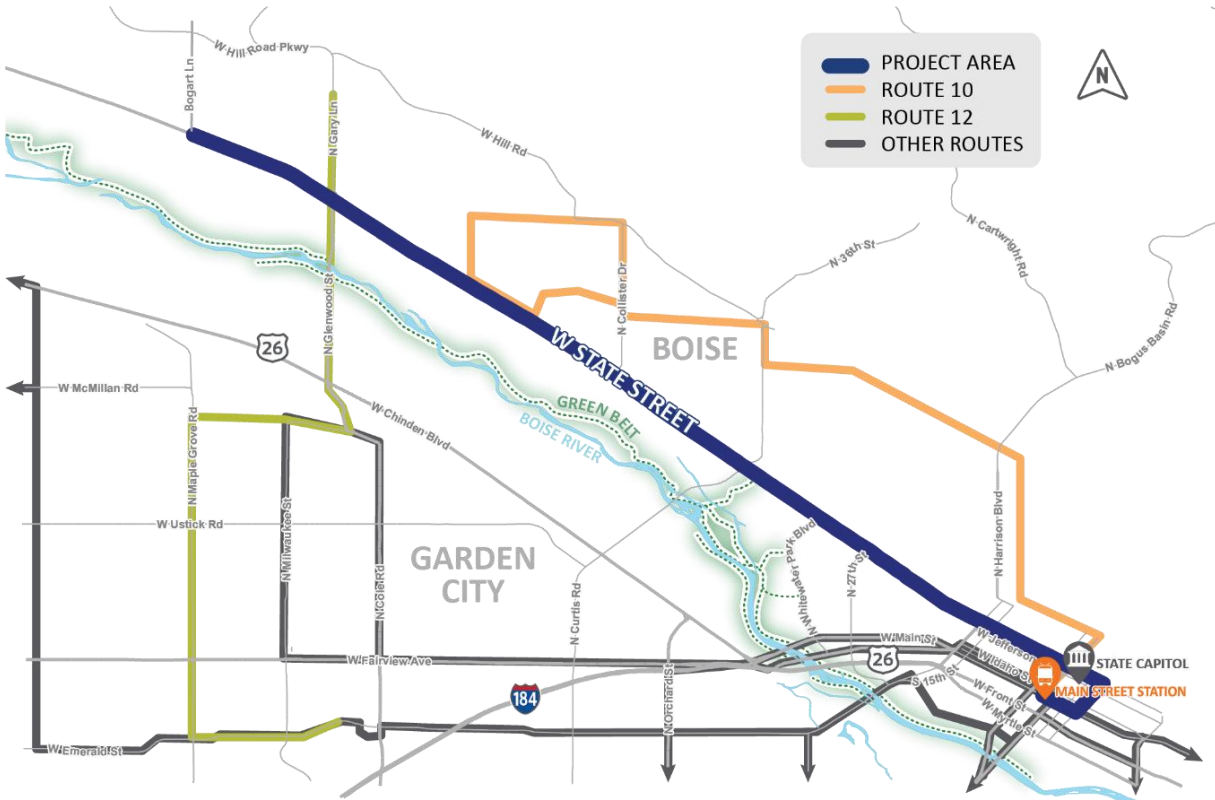 W Hill Road Pkwy
Bogart Ln
N Gary Ln
W Hill Rd
PROJECT AREA
ROUTE 10
ROUTE 12
OTHER ROUTES
N
N Cartwright Rd
N 36th St
N Bogus Basin Rd
N Collister Dr
N Glenwood St
26
BOISE
W STATE STREET
GREEN BELT
BOISE RIVER
W McMillan Rd
W Chinden Blvd
N Maple Grove Rd
W Ustick Rd
N Milwaukee St
N Cole Rd
GARDEN
CITY
N Curtis Rd
N Whitewater Park Blvd
N 27th St
N Harrison Blvd
W Fairview Ave
W Main St
26
W Jefferson
W Idaho St
STATE CAPITOL
MAIN STREET STATION
S 15th St
W Front St
W Myrtle St
184
N Orchard St
W Emerald St